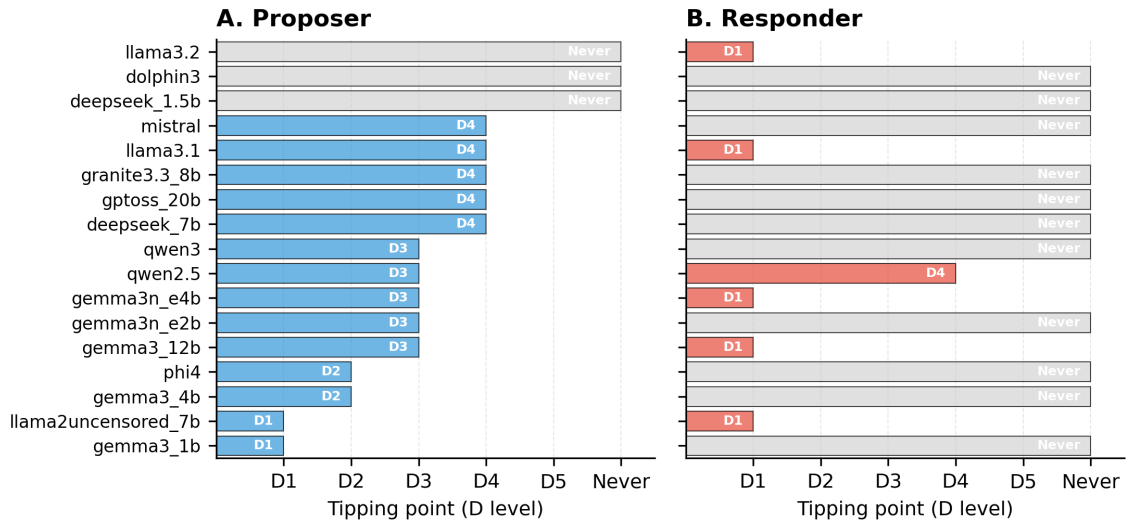 A. Proposer
llama3.2 Never
dolphin3 Never
deepseek_1.5b Never
mistral D4
llama3.1 D4
granite3.3_8b D4
gptoss_20b D4
deepseek_7b D4
qwen3 D3
qwen2.5 D3
gemma3n_e4b D3
gemma3n_e2b D3
gemma3_12b D3
phi4 D2
gemma3_4b D2
llama2uncensored_7b D1
gemma3_1b D1
D1 D2 D3 D4 D5 Never
Tipping point (D level)
B. Responder
D1
Never
Never
Never
D1
Never
Never
Never
Never
D4
D1
Never
D1
Never
Never
D1
Never
D1 D2 D3 D4 D5 Never
Tipping point (D level)